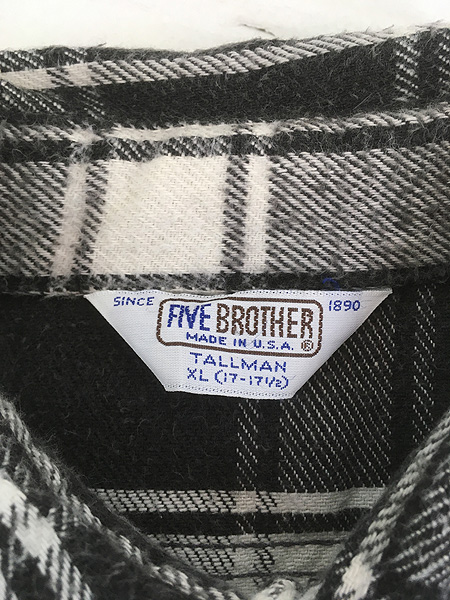 SINCE 1890
FIVE BROTHER
MADE IN U.S.A. ®
TALLMAN
XL (17-17½)